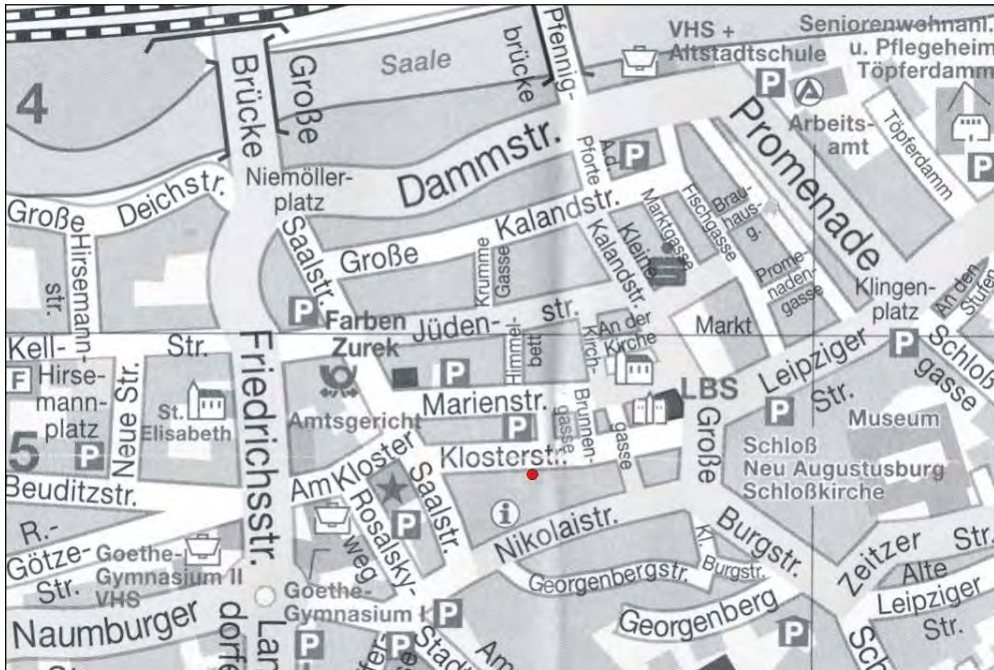 VHS +
Altstadtschule
Seniorenwohnanl.
u. Pflegeheim
Töpferdamm
Saale
Pfennig-
brücke
Große
Brücke
4
P
Arbeits-
amt
Töpferdamm
P
Promenade
Dammstr.
A.d.
Pforte
P
Niemöller-
platz
Deichstr.
Große
Hirsemann-
str.
Saalstr.
Große
Kalandstr.
Krumme
Gasse
Kleine
Kalandstr.
Marktgasse
Fischgasse
Brau-
haus-
g.
Prome-
naden-
gasse
Klingen-
platz
An den
Stufen
P
Farben
Zurek
Jüden-
str.
Himmel-
bett
An der
Kirche
Kirch-
gasse
Markt
Leipziger
Str.
P
Schloß
gasse
Kell-
Str.
F
Hirse-
mann-
platz
P
Neue Str.
St.
Elisabeth
Friedrichsstr.
Amtsgericht
P
Marienstr.
P
Brunnen-
gasse
LBS
Große
P
Museum
Schloß
Neu Augustusburg
Schloßkirche
5
Beuditzstr.
Am Kloster
Klosterstr.
Saalstr.
P
Rosalsky-
weg
i
Nikolaistr.
Burgstr.
Kl.
Burgstr.
Zeitzer Str.
R.-
Götze-
Str.
Goethe-
Gymnasium II
VHS
Goethe-
Gymnasium I
P
Georgenbergstr.
Georgenberg
P
Alte
Leipziger
Str.
Naumburger
P
P
Am